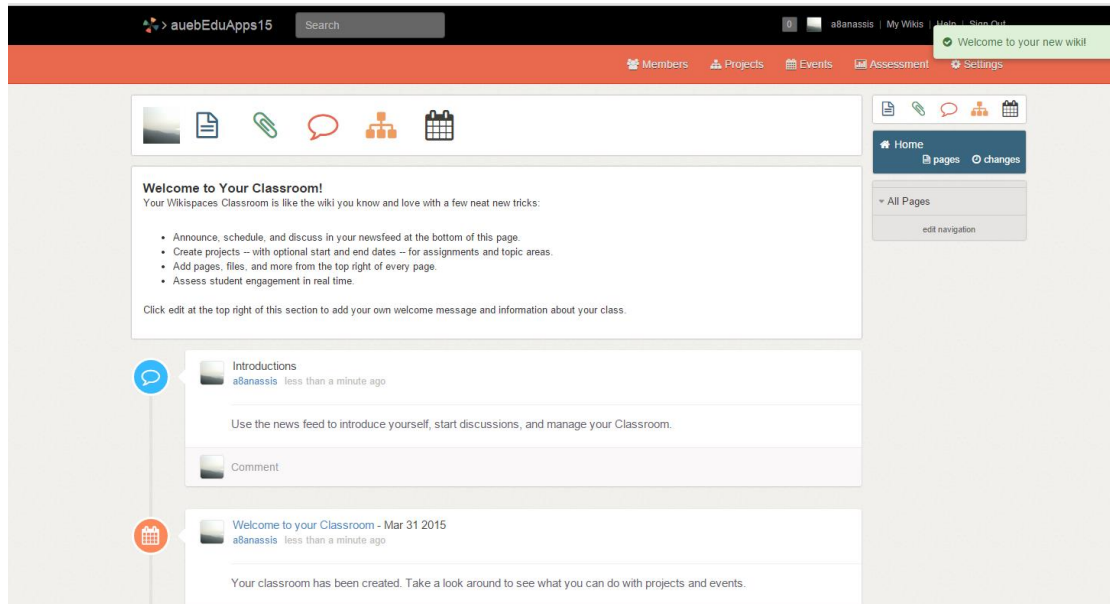 > auebEduApps15 Search 0 a8anassis | My Wikis | Help | Sign Out
Welcome to your new wiki!
Members Projects Events Assessment Settings
Home
pages changes
All Pages
edit navigation
Welcome to Your Classroom!
Your Wikispaces Classroom is like the wiki you know and love with a few neat new tricks:
• Announce, schedule, and discuss in your newsfeed at the bottom of this page.
• Create projects -- with optional start and end dates -- for assignments and topic areas.
• Add pages, files, and more from the top right of every page.
• Assess student engagement in real time.
Click edit at the top right of this section to add your own welcome message and information about your class.
Introductions
a8anassis less than a minute ago
Use the news feed to introduce yourself, start discussions, and manage your Classroom.
Comment
Welcome to your Classroom - Mar 31 2015
a8anassis less than a minute ago
Your classroom has been created. Take a look around to see what you can do with projects and events.